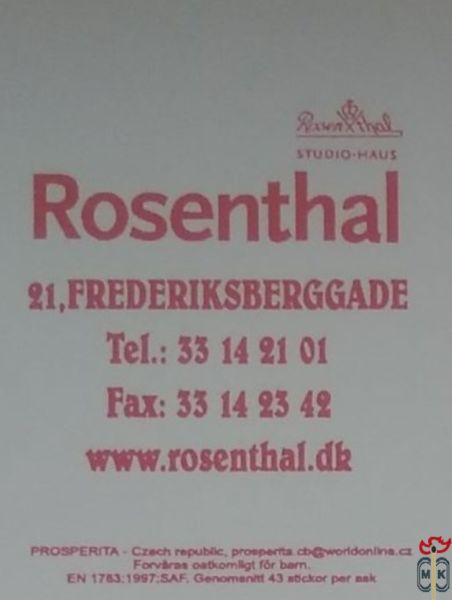 Rosenthal
STUDIO-HAUS
Rosenthal
21,FREDERIKSBERGGADE
Tel.: 33 14 21 01
Fax: 33 14 23 42
www.rosenthal.dk
PROSPERITA - Czech republic, prosperita.cb@worldonline.cz
Förvåras oatkomligt för barn.
EN 1783:1997;SAF. Genomsnitt 43 stickor per ask
MK